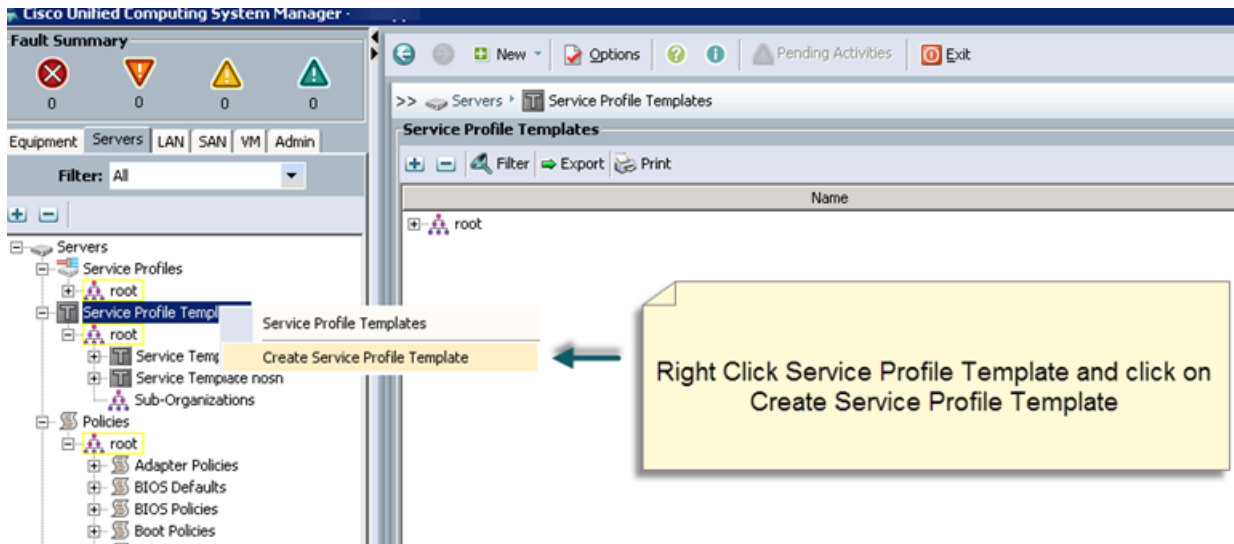 Cisco Unified Computing System Manager -
Fault Summary
0 0 0 0
Equipment Servers LAN SAN VM Admin
Filter: All
Servers
Service Profiles
root
Service Profile Templ
root
Service Temp
Service Template nosn
Sub-Organizations
Policies
root
Adapter Policies
BIOS Defaults
BIOS Policies
Boot Policies
Service Profile Templates
Create Service Profile Template
New Options Pending Activities Exit
>> Servers Service Profile Templates
Service Profile Templates
Filter Export Print
Name
root
Right Click Service Profile Template and click on
Create Service Profile Template